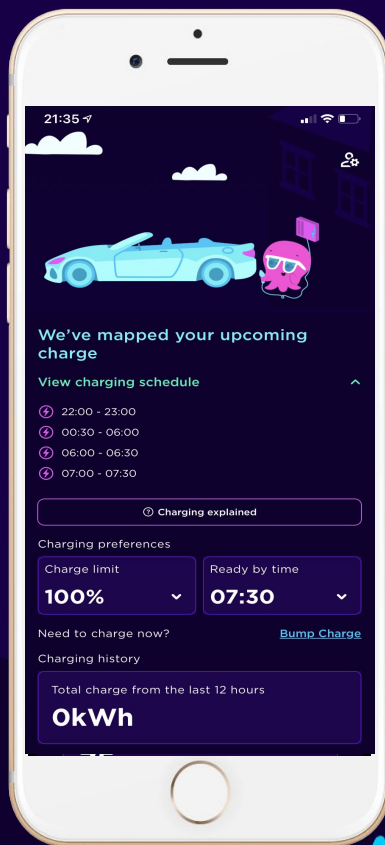 21:35
We've mapped your upcoming
charge
View charging schedule
22:00 - 23:00
00:30 - 06:00
06:00 - 06:30
07:00 - 07:30
Charging explained
Charging preferences
Charge limit
100%
Ready by time
07:30
Need to charge now?
Bump Charge
Charging history
Total charge from the last 12 hours
0kWh